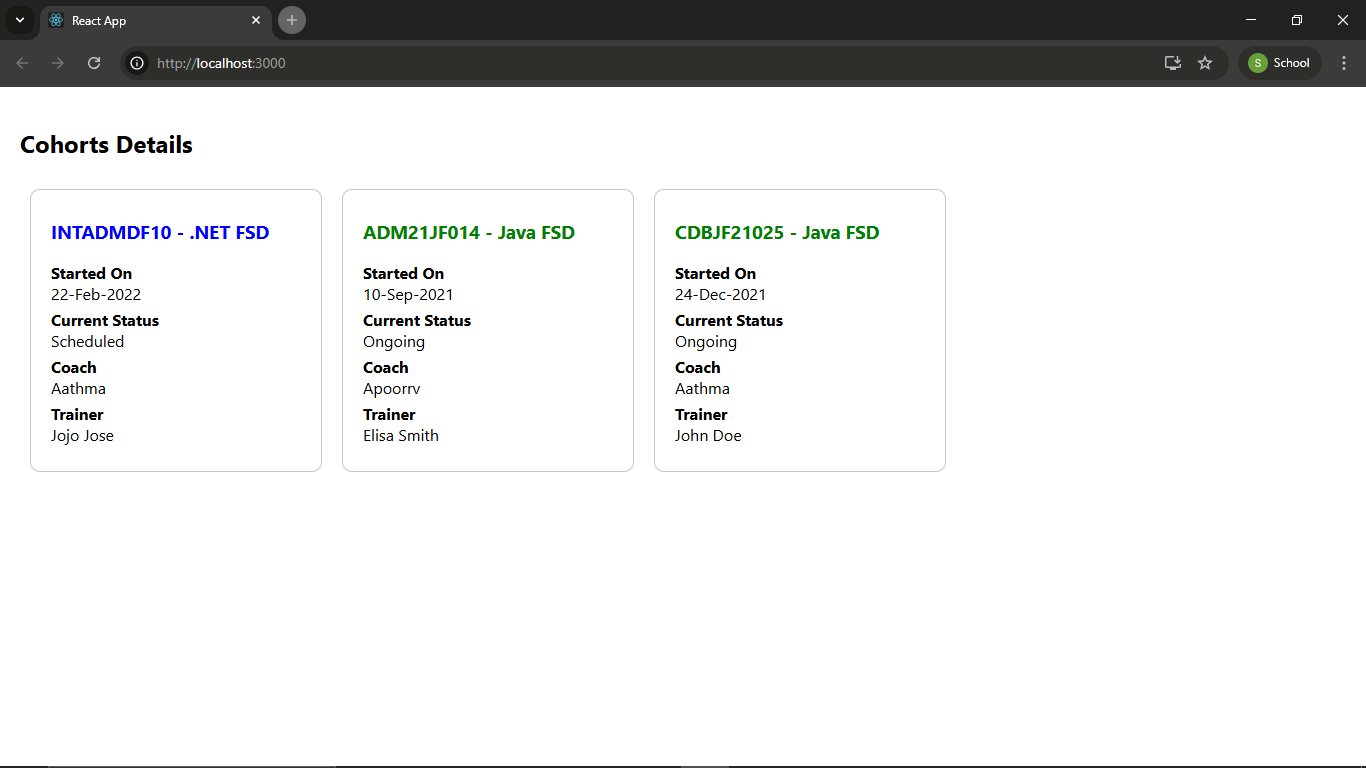 React App
http://localhost:3000
S School
Cohorts Details
INTADMDF10 - .NET FSD
Started On
22-Feb-2022
Current Status
Scheduled
Coach
Aathma
Trainer
Jojo Jose
ADM21JF014 - Java FSD
Started On
10-Sep-2021
Current Status
Ongoing
Coach
Apoorrv
Trainer
Elisa Smith
CDBJF21025 - Java FSD
Started On
24-Dec-2021
Current Status
Ongoing
Coach
Aathma
Trainer
John Doe